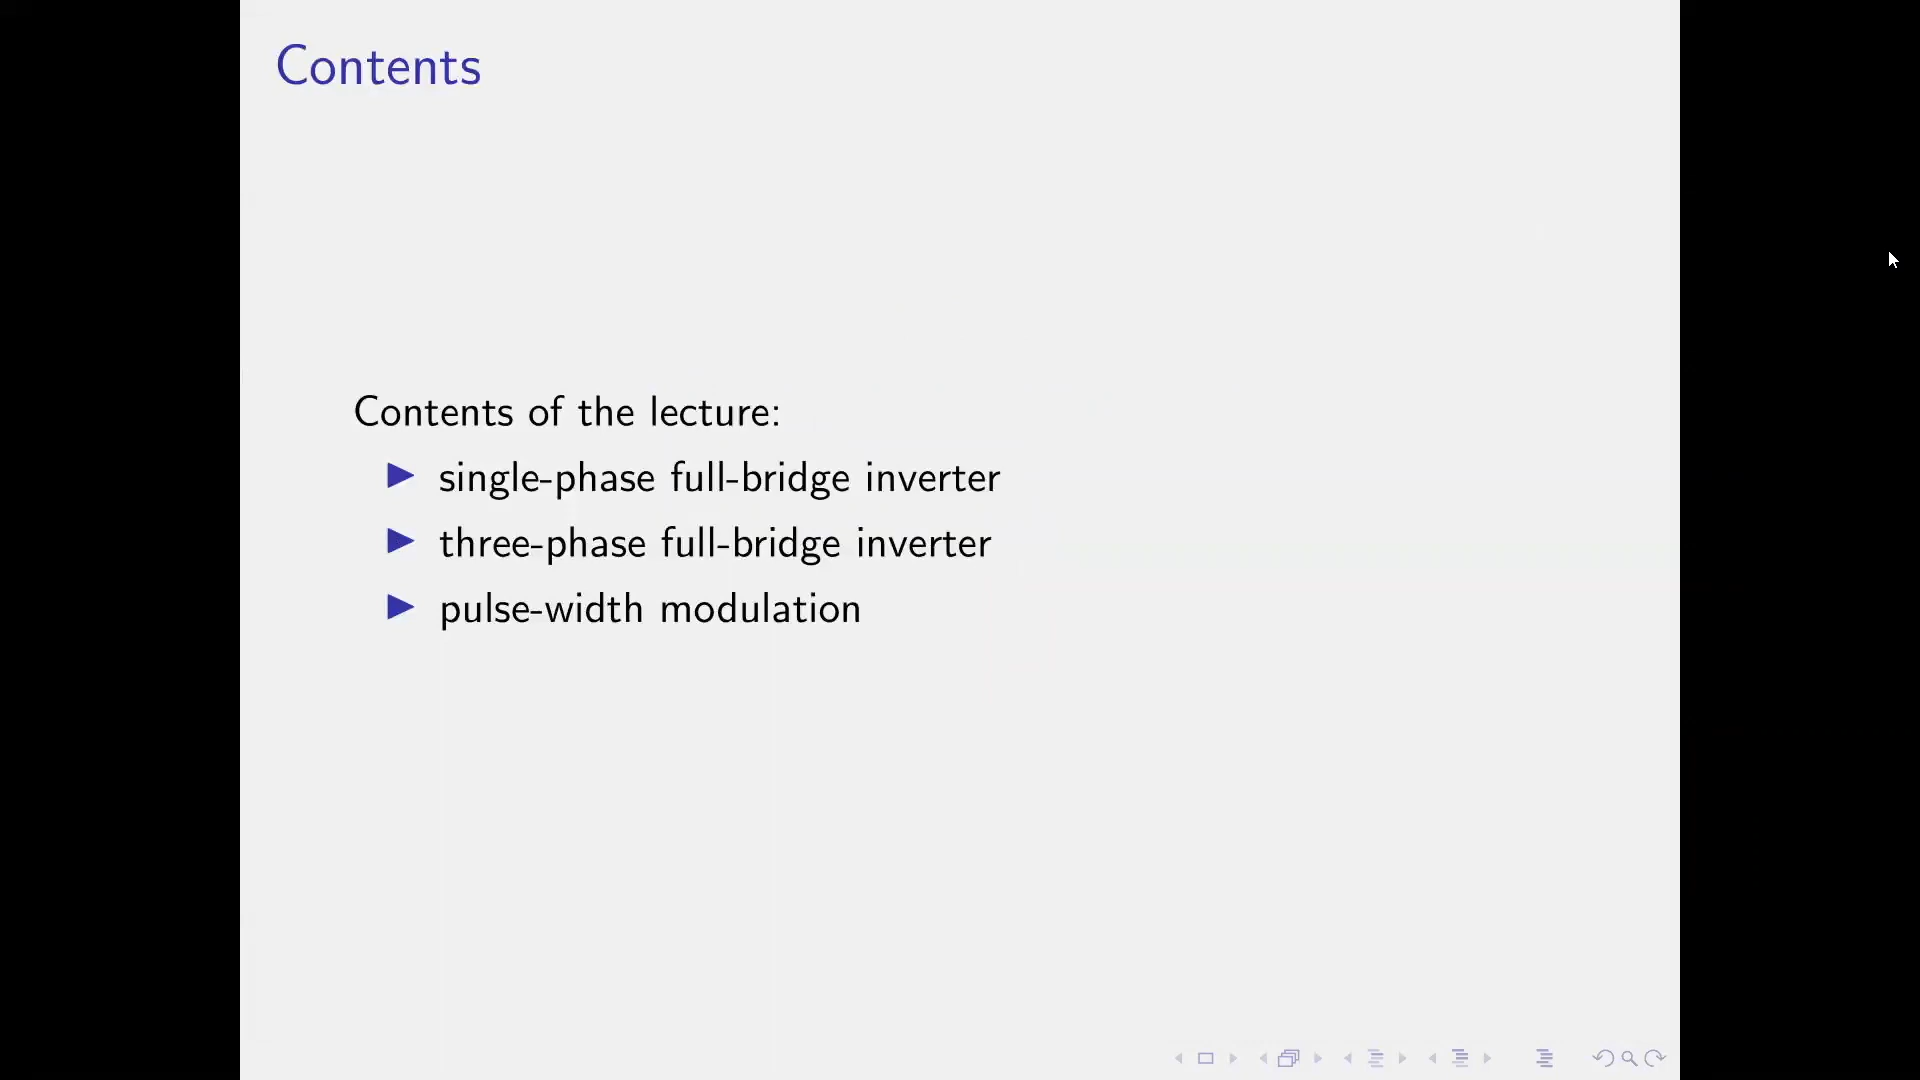 Contents
Contents of the lecture:
single-phase full-bridge inverter
three-phase full-bridge inverter
pulse-width modulation